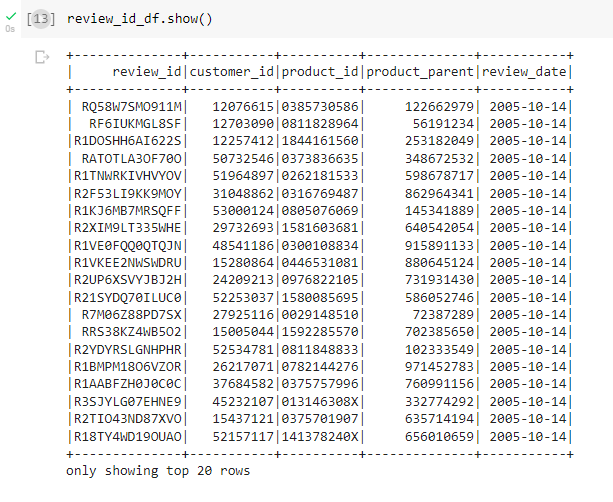 [13] review_id_df.show()
0s
+-------------+-----------+----------+--------------+-----------+
|    review_id|customer_id|product_id|product_parent|review_date|
+-------------+-----------+----------+--------------+-----------+
| RQ58W7SMO911M|   12076615|0385730586|     122662979| 2005-10-14|
|  RF6IUKMGL8SF|   12703090|0811828964|      56191234| 2005-10-14|
|R1DOSHH6AI622S|   12257412|1844161560|     253182049| 2005-10-14|
| RATOTLA3OF70O|   50732546|0373836635|     348672532| 2005-10-14|
|R1TNWRKIVHVYOV|   51964897|0262181533|     598678717| 2005-10-14|
|R2F53LI9KK9MOY|   31048862|0316769487|     862964341| 2005-10-14|
|R1KJ6MB7MRSQFF|   53000124|0805076069|     145341889| 2005-10-14|
|R2XIM9LT335WHE|   29732693|1581603681|     640542054| 2005-10-14|
|R1VE0FQQ0QTQJN|   48541186|0300108834|     915891133| 2005-10-14|
|R1VKEE2NWSWDRU|   15280864|0446531081|     880645124| 2005-10-14|
|R2UP6XSVYJBJ2H|   24209213|0976822105|     731931430| 2005-10-14|
|R21SYDQ70ILUC0|   52253037|1580085695|     586052746| 2005-10-14|
| R7M06Z88PD7SX|   27925116|0029148510|      72387289| 2005-10-14|
| RRS38KZ4WB5O2|   15005044|1592285570|     702385650| 2005-10-14|
|R2YDYRSLGNHPHR|   52534781|0811848833|     102333549| 2005-10-14|
|R1BMPM18O6VZOR|   26217071|0782144276|     971452783| 2005-10-14|
|R1AABFZH0J0C0C|   37684582|0375757996|     760991156| 2005-10-14|
|R3SJYLG07EHNE9|   45232107|013146308X|     332774292| 2005-10-14|
|R2TIO43ND87XVO|   15437121|0375701907|     635714194| 2005-10-14|
|R18TY4WD19OUAO|   52157117|141378240X|     656010659| 2005-10-14|
+-------------+-----------+----------+--------------+-----------+
only showing top 20 rows